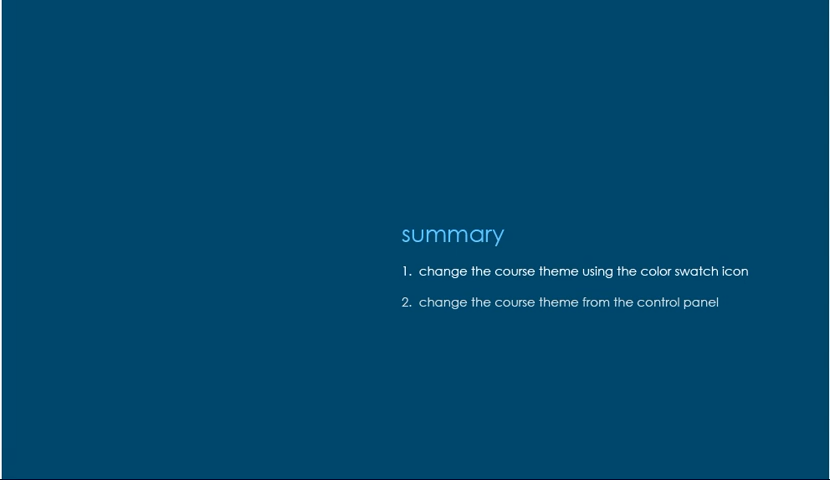 summary
1. change the course theme using the color swatch icon
2. change the course theme from the control panel